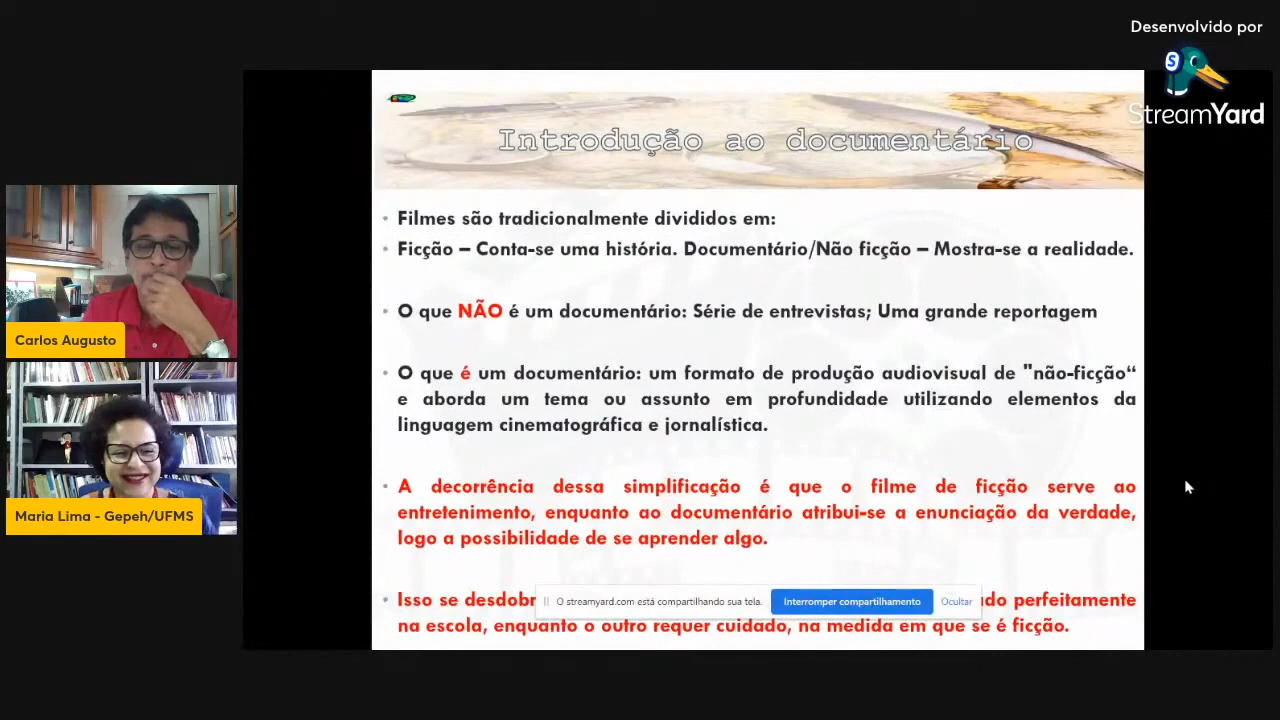 Desenvolvido por
StreamYard
Introdução ao documentário
Filmes são tradicionalmente divididos em:
Ficção – Conta-se uma história. Documentário/Não ficção – Mostra-se a realidade.
O que NÃO é um documentário: Série de entrevistas; Uma grande reportagem
O que é um documentário: um formato de produção audiovisual de "não-ficção“
e aborda um tema ou assunto em profundidade utilizando elementos da
linguagem cinematográfica e jornalística.
A decorrência dessa simplificação é que o filme de ficção serve ao
entretenimento, enquanto ao documentário atribui-se a enunciação da verdade,
logo a possibilidade de se aprender algo.
Isso se desdobr
perfeitamente
na escola, enquanto o outro requer cuidado, na medida em que se é ficção.
O streamyard.com está compartilhando sua tela.
Interromper compartilhamento
Ocultar
Carlos Augusto
Maria Lima - Gepeh/UFMS